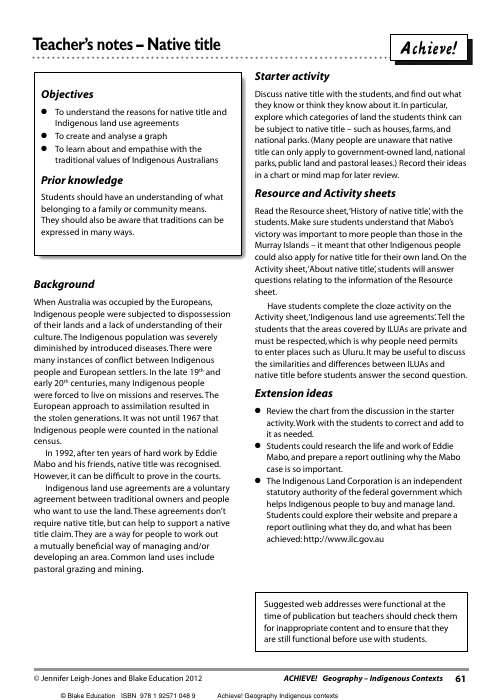 Teacher's notes – Native title
Achieve!
Objectives
● To understand the reasons for native title and
Indigenous land use agreements
● To create and analyse a graph
● To learn about and empathise with the
traditional values of Indigenous Australians
Prior knowledge
Students should have an understanding of what
belonging to a family or community means.
They should also be aware that traditions can be
expressed in many ways.
Background
When Australia was occupied by the Europeans,
Indigenous people were subjected to dispossession
of their lands and a lack of understanding of their
culture. The Indigenous population was severely
diminished by introduced diseases. There were
many instances of conflict between Indigenous
people and European settlers. In the late 19th and
early 20th centuries, many Indigenous people
were forced to live on missions and reserves. The
European approach to assimilation resulted in
the stolen generations. It was not until 1967 that
Indigenous people were counted in the national
census.
In 1992, after ten years of hard work by Eddie
Mabo and his friends, native title was recognised.
However, it can be difficult to prove in the courts.
Indigenous land use agreements are a voluntary
agreement between traditional owners and people
who want to use the land. These agreements don't
require native title, but can help to support a native
title claim. They are a way for people to work out
a mutually beneficial way of managing and/or
developing an area. Common land uses include
pastoral grazing and mining.
Starter activity
Discuss native title with the students, and find out what
they know or think they know about it. In particular,
explore which categories of land the students think can
be subject to native title – such as houses, farms, and
national parks. (Many people are unaware that native
title can only apply to government-owned land, national
parks, public land and pastoral leases.) Record their ideas
in a chart or mind map for later review.
Resource and Activity sheets
Read the Resource sheet, 'History of native title', with the
students. Make sure students understand that Mabo's
victory was important to more people than those in the
Murray Islands – it meant that other Indigenous people
could also apply for native title for their own land. On the
Activity sheet, 'About native title', students will answer
questions relating to the information of the Resource
sheet.
Have students complete the cloze activity on the
Activity sheet, 'Indigenous land use agreements'. Tell the
students that the areas covered by ILUAs are private and
must be respected, which is why people need permits
to enter places such as Uluru. It may be useful to discuss
the similarities and differences between ILUAs and
native title before students answer the second question.
Extension ideas
● Review the chart from the discussion in the starter
activity. Work with the students to correct and add to
it as needed.
● Students could research the life and work of Eddie
Mabo, and prepare a report outlining why the Mabo
case is so important.
● The Indigenous Land Corporation is an independent
statutory authority of the federal government which
helps Indigenous people to buy and manage land.
Students could explore their website and prepare a
report outlining what they do, and what has been
achieved: http://www.ilc.gov.au
Suggested web addresses were functional at the
time of publication but teachers should check them
for inappropriate content and to ensure that they
are still functional before use with students.
© Jennifer Leigh-Jones and Blake Education 2012
ACHIEVE! Geography – Indigenous Contexts 61
© Blake Education ISBN 978 1 92571 048 9 Achieve! Geography Indigenous contexts